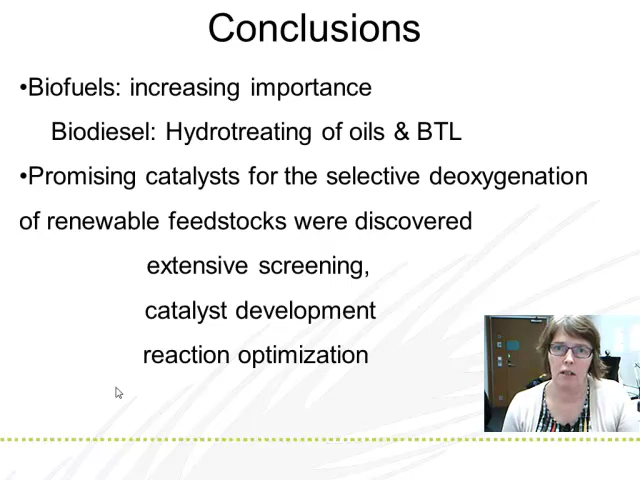 Conclusions
•Biofuels: increasing importance
Biodiesel: Hydrotreating of oils & BTL
•Promising catalysts for the selective deoxygenation
of renewable feedstocks were discovered
extensive screening,
catalyst development
reaction optimization